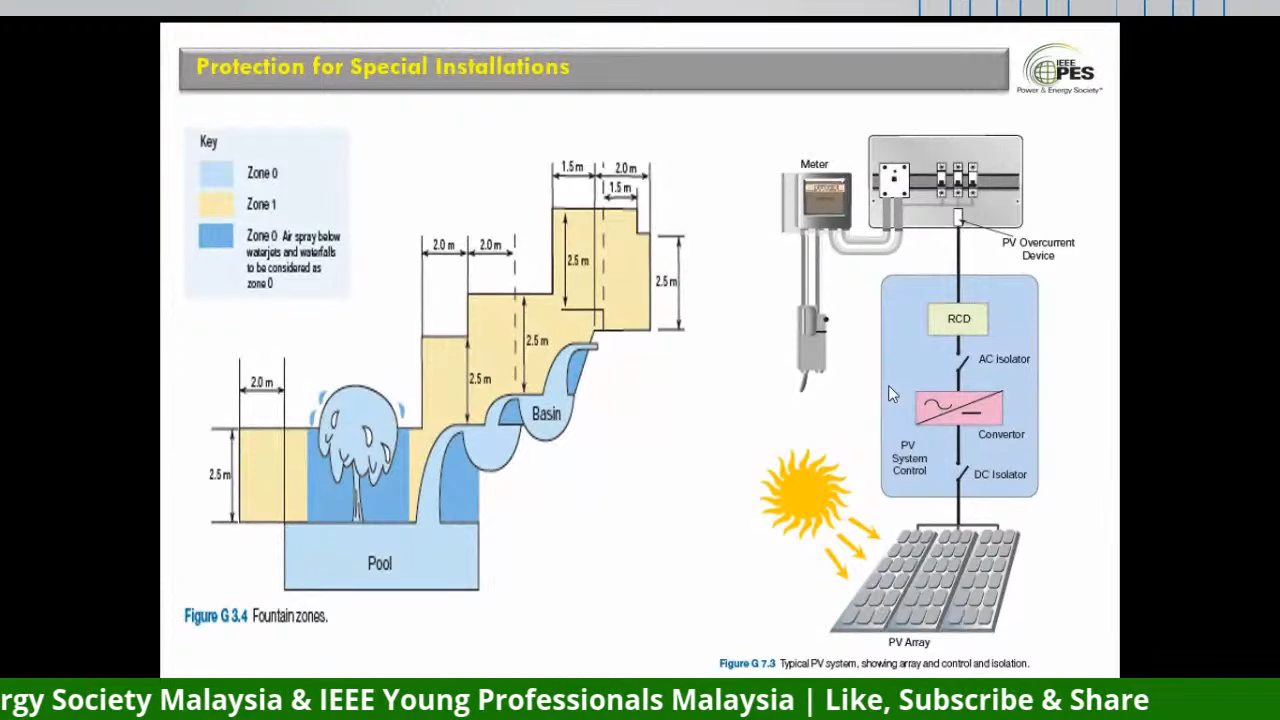 Protection for Special Installations
IEEE
PES
Power & Energy Society™
Key
Zone 0
Zone 1
Zone 0 Air spray below
waterjets and waterfalls
to be considered as
zone 0
1.5 m
2.0 m
1.5 m
2.0 m
2.0 m
2.5 m
2.5 m
2.5 m
2.5 m
2.0 m
2.5 m
Basin
Pool
Figure G 3.4 Fountain zones.
Meter
PV Overcurrent
Device
RCD
AC isolator
Convertor
PV
System
Control
DC Isolator
PV Array
Figure G 7.3 Typical PV system, showing array and control and isolation.
rgy Society Malaysia & IEEE Young Professionals Malaysia | Like, Subscribe & Share